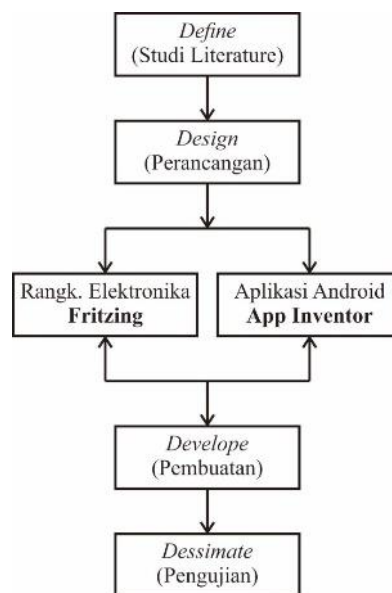 Define
(Studi Literature)
Design
(Perancangan)
Rangk. Elektronika
Fritzing
Aplikasi Android
App Inventor
Develope
(Pembuatan)
Dessimate
(Pengujian)